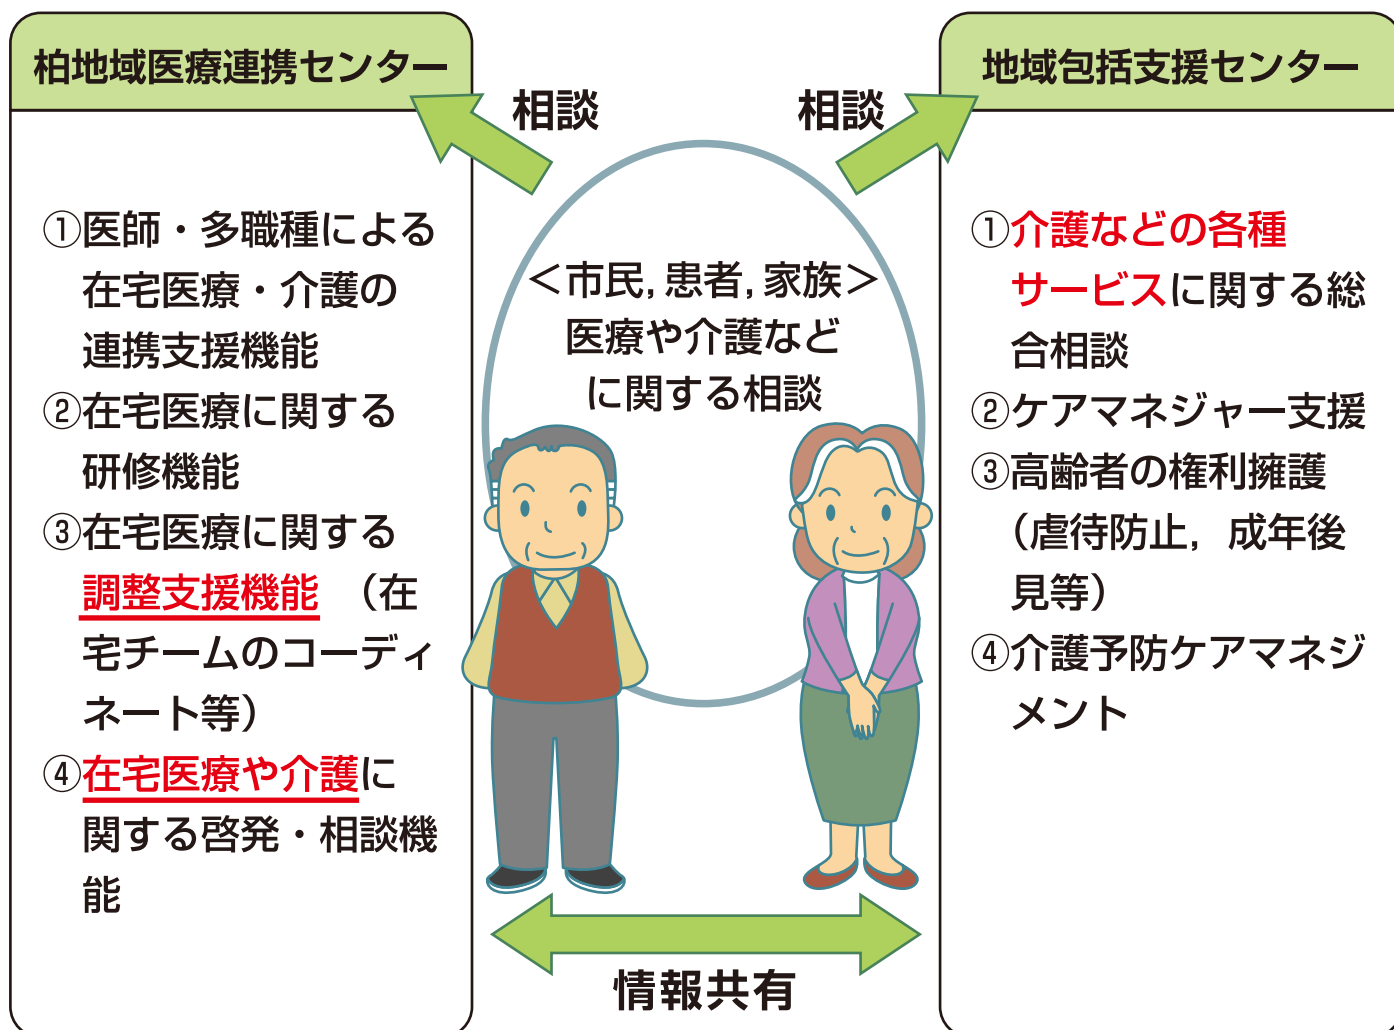 柏地域医療連携センター
①医師・多職種による
在宅医療・介護の
連携支援機能
②在宅医療に関する
研修機能
③在宅医療に関する
調整支援機能（在
宅チームのコーディ
ネート等）
④在宅医療や介護に
関する啓発・相談機
能
相談
相談
＜市民,患者,家族＞
医療や介護など
に関する相談
情報共有
地域包括支援センター
①介護などの各種
サービスに関する総
合相談
②ケアマネジャー支援
③高齢者の権利擁護
（虐待防止，成年後
見等）
④介護予防ケアマネジ
メント